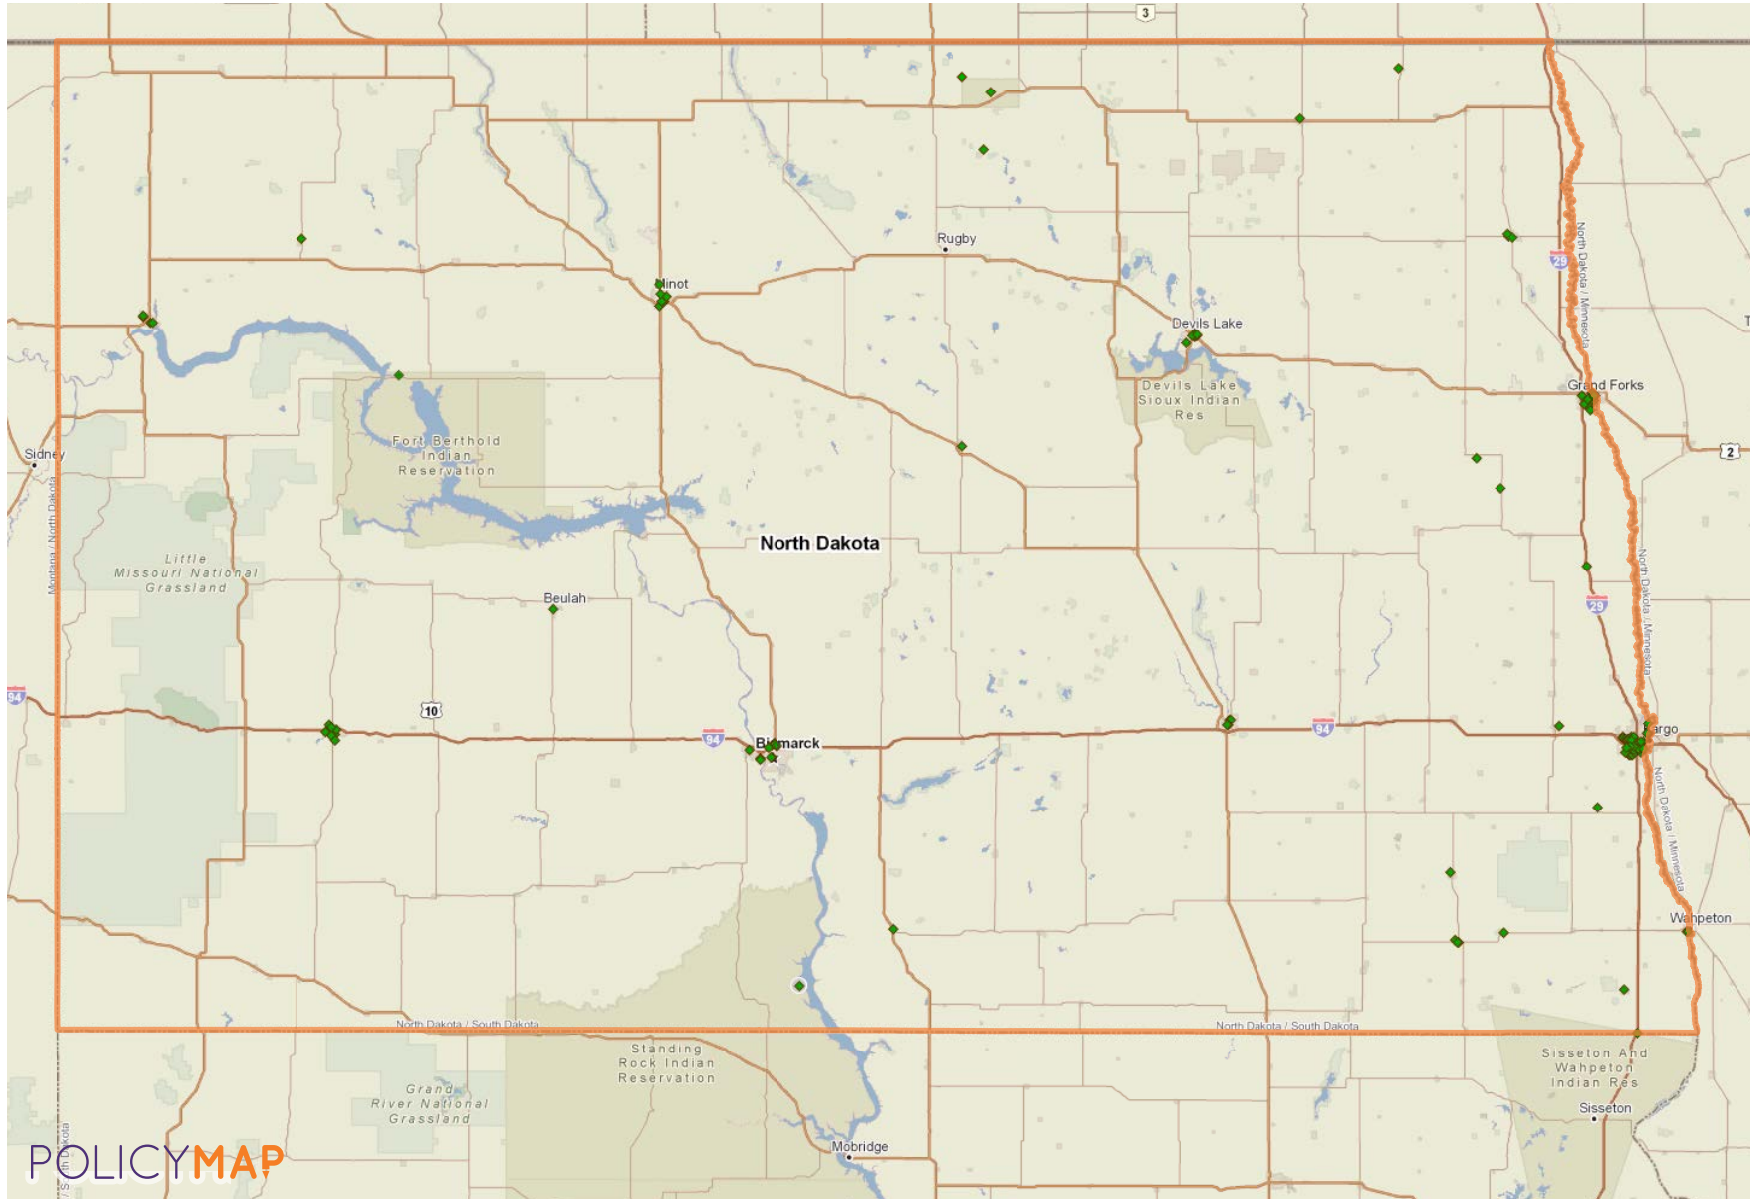 3
Rugby
North Dakota / Minnesota
29
Minot
Devils Lake
Devils Lake
Sioux Indian
Res
Grand Forks
Fort Berthold
Indian
Reservation
Sidney
2
Montana / North Dakota
North Dakota
Little
Missouri National
Grassland
Beulah
29
North Dakota / Minnesota
94
10
94
Bismarck
94
Fargo
North Dakota / Minnesota
Wahpeton
North Dakota / South Dakota
North Dakota / South Dakota
Standing
Rock Indian
Reservation
Sisseton And
Wahpeton
Indian Res
Grand
River National
Grassland
Sisseton
Mobridge
POLICYMAP